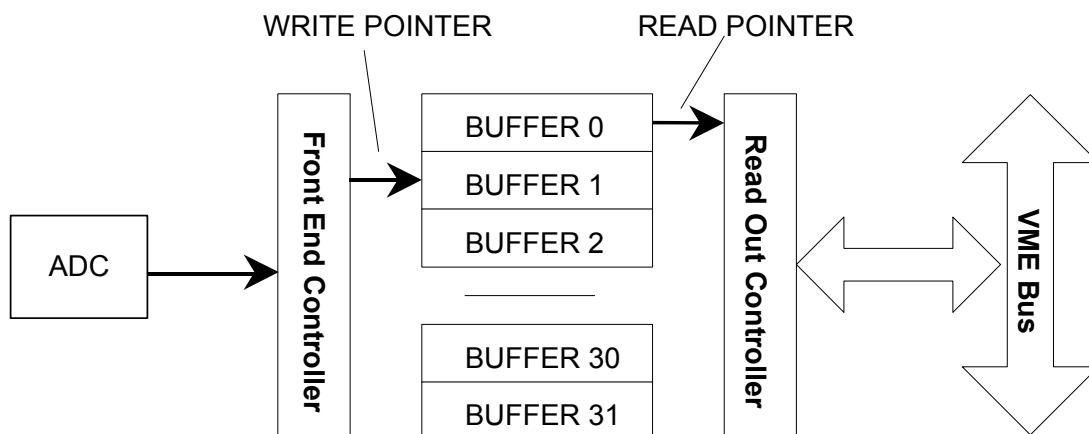 WRITE POINTER
READ POINTER
ADC
Front End Controller
BUFFER 0
BUFFER 1
BUFFER 2
BUFFER 30
BUFFER 31
Read Out Controller
VME Bus